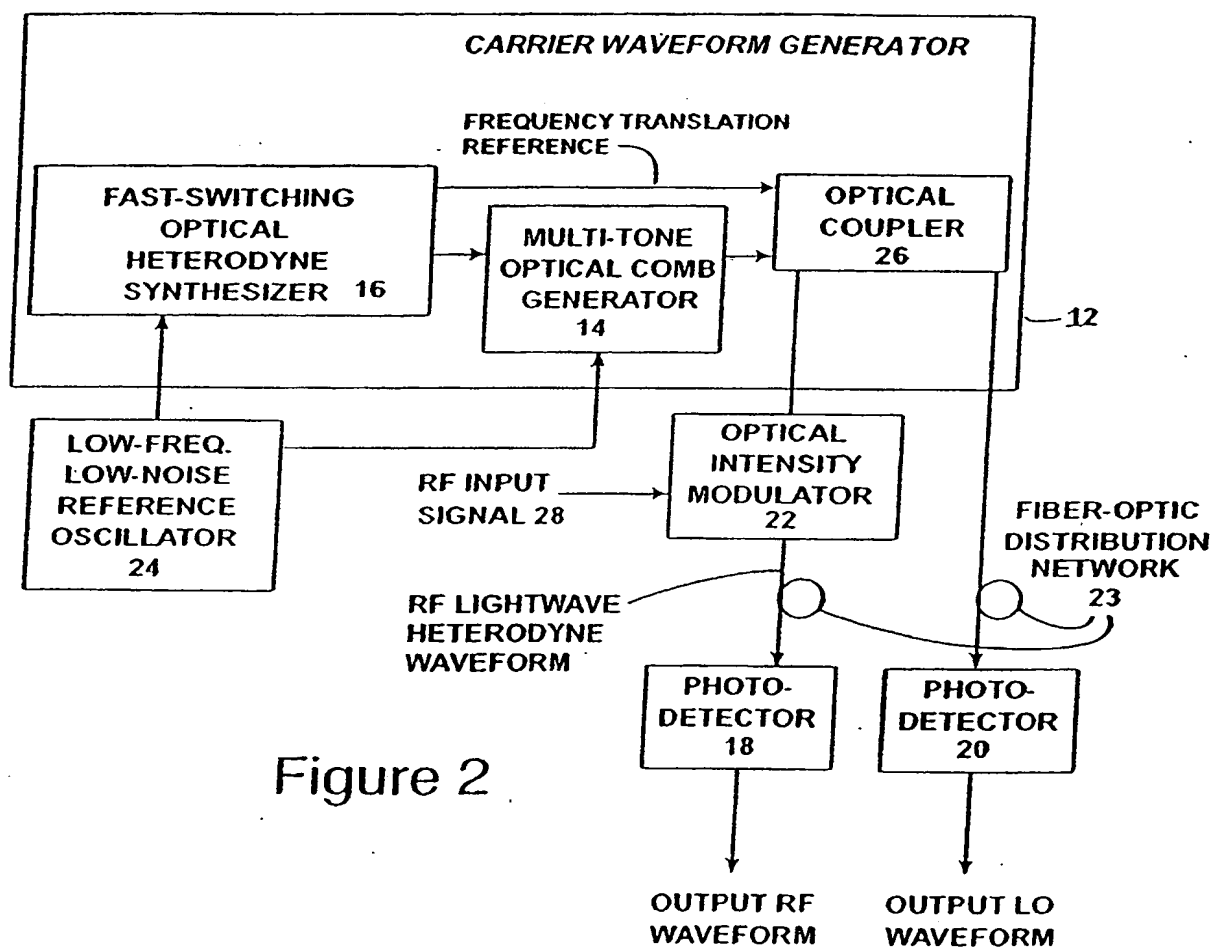 CARRIER WAVEFORM GENERATOR
FREQUENCY TRANSLATION
REFERENCE
FAST-SWITCHING
OPTICAL
HETERODYNE
SYNTHESIZER 16
MULTI-TONE
OPTICAL COMB
GENERATOR
14
OPTICAL
COUPLER
26
12
LOW-FREQ.
LOW-NOISE
REFERENCE
OSCILLATOR
24
RF INPUT
SIGNAL 28
OPTICAL
INTENSITY
MODULATOR
22
FIBER-OPTIC
DISTRIBUTION
NETWORK
23
RF LIGHTWAVE
HETERODYNE
WAVEFORM
PHOTO-
DETECTOR
18
PHOTO-
DETECTOR
20
Figure 2
OUTPUT RF
WAVEFORM
OUTPUT LO
WAVEFORM